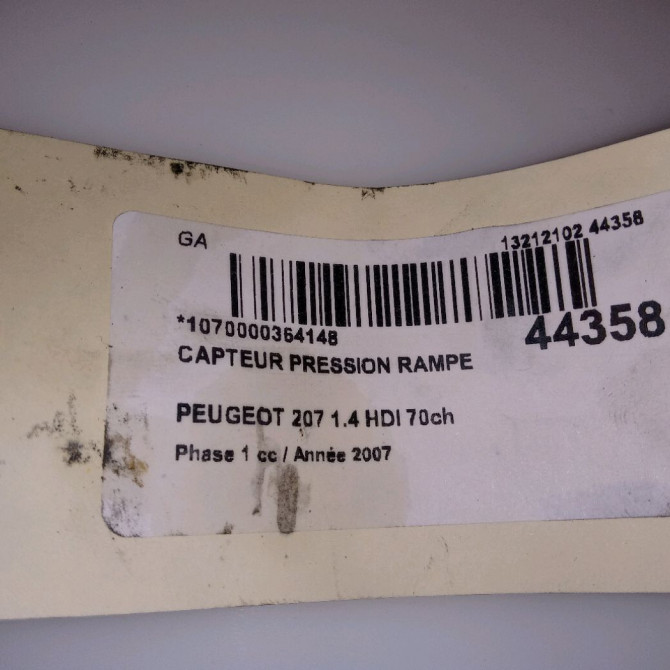 GA
13212102 44358
*1070000364148
44358
CAPTEUR PRESSION RAMPE
PEUGEOT 207 1.4 HDI 70ch
Phase 1 cc / Année 2007